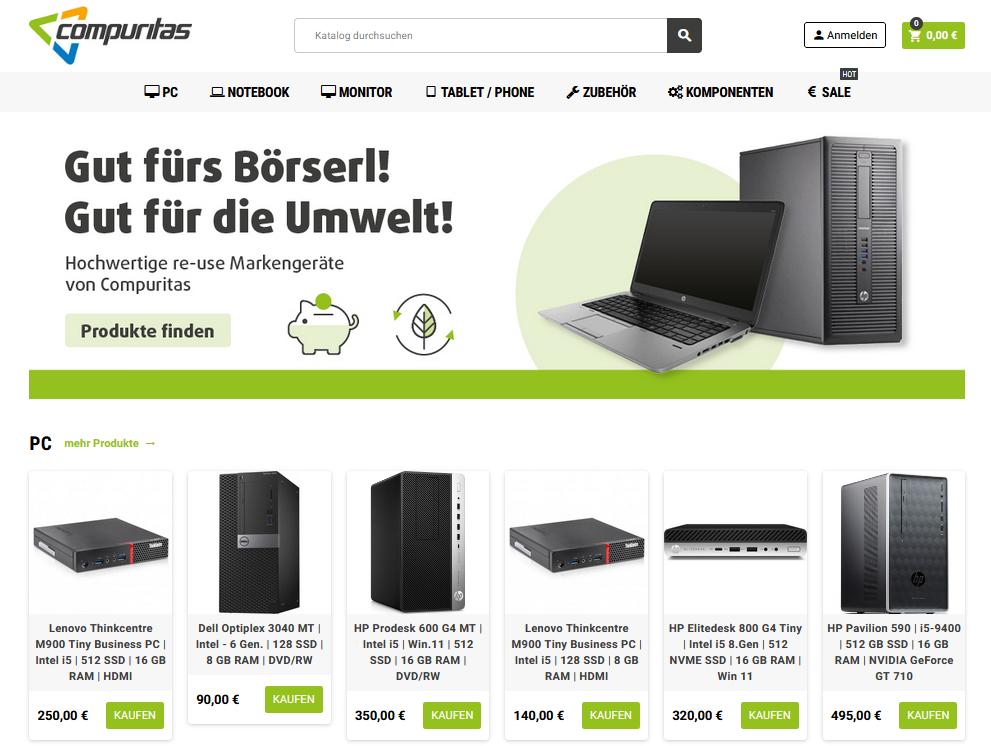 compuritas
Katalog durchsuchen
Anmelden
0
0,00 €
HOT
PC
NOTEBOOK
MONITOR
TABLET / PHONE
ZUBEHÖR
KOMPONENTEN
€ SALE
Gut fürs Börserl!
Gut für die Umwelt!
Hochwertige re-use Markengeräte
von Compuritas
Produkte finden
PC
mehr Produkte →
Lenovo Thinkcentre
M900 Tiny Business PC |
Intel i5 | 512 SSD | 16 GB
RAM | HDMI
250,00 €
KAUFEN
Dell Optiplex 3040 MT |
Intel - 6 Gen. | 128 SSD |
8 GB RAM | DVD/RW
90,00 €
KAUFEN
HP Prodesk 600 G4 MT |
Intel i5 | Win.11 | 512
SSD | 16 GB RAM |
DVD/RW
350,00 €
KAUFEN
Lenovo Thinkcentre
M900 Tiny Business PC |
Intel i5 | 128 SSD | 8 GB
RAM | HDMI
140,00 €
KAUFEN
HP Elitedesk 800 G4 Tiny
| Intel i5 8.Gen | 512
NVME SSD | 16 GB RAM |
Win 11
320,00 €
KAUFEN
HP Pavilion 590 | i5-9400
| 512 GB SSD | 16 GB
RAM | NVIDIA GeForce
GT 710
495,00 €
KAUFEN